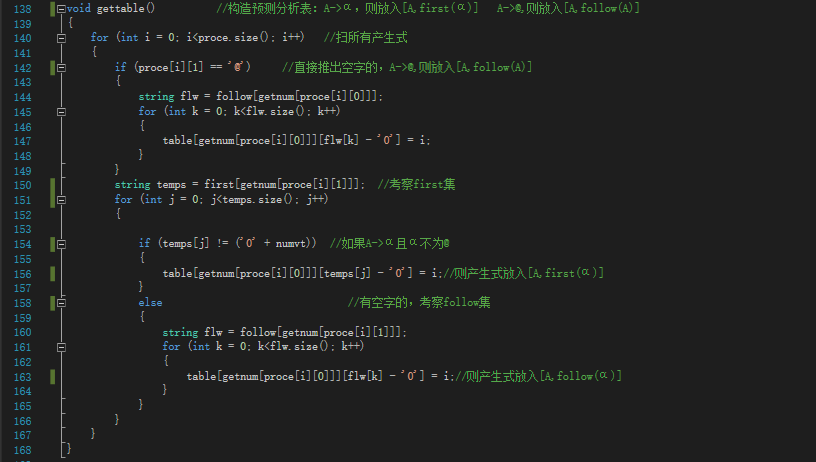 138 void gettable() //构造预测分析表：A->α，则放入[A,first(α)] A->@,则放入[A,follow(A)]
139 {
140 for (int i = 0; i<proce.size(); i++) //扫所有产生式
141 {
142 if (proce[i][1] == '@') //直接推出空字的，A->@,则放入[A,follow(A)]
143 {
144 string flw = follow[getnum[proce[i][0]]];
145 for (int k = 0; k<flw.size(); k++)
146 {
147 table[getnum[proce[i][0]]][flw[k] - '0'] = i;
148 }
149 }
150 string temps = first[getnum[proce[i][1]]]; //考察first集
151 for (int j = 0; j<temps.size(); j++)
152 {
153
154 if (temps[j] != ('0' + numvt)) //如果A->α且α不为@
155 {
156 table[getnum[proce[i][0]]][temps[j] - '0'] = i;//则产生式放入[A,first(α)]
157 }
158 else //有空字的，考察follow集
159 {
160 string flw = follow[getnum[proce[i][1]]];
161 for (int k = 0; k<flw.size(); k++)
162 {
163 table[getnum[proce[i][0]]][flw[k] - '0'] = i;//则产生式放入[A,follow(α)]
164 }
165 }
166 }
167 }
168 }